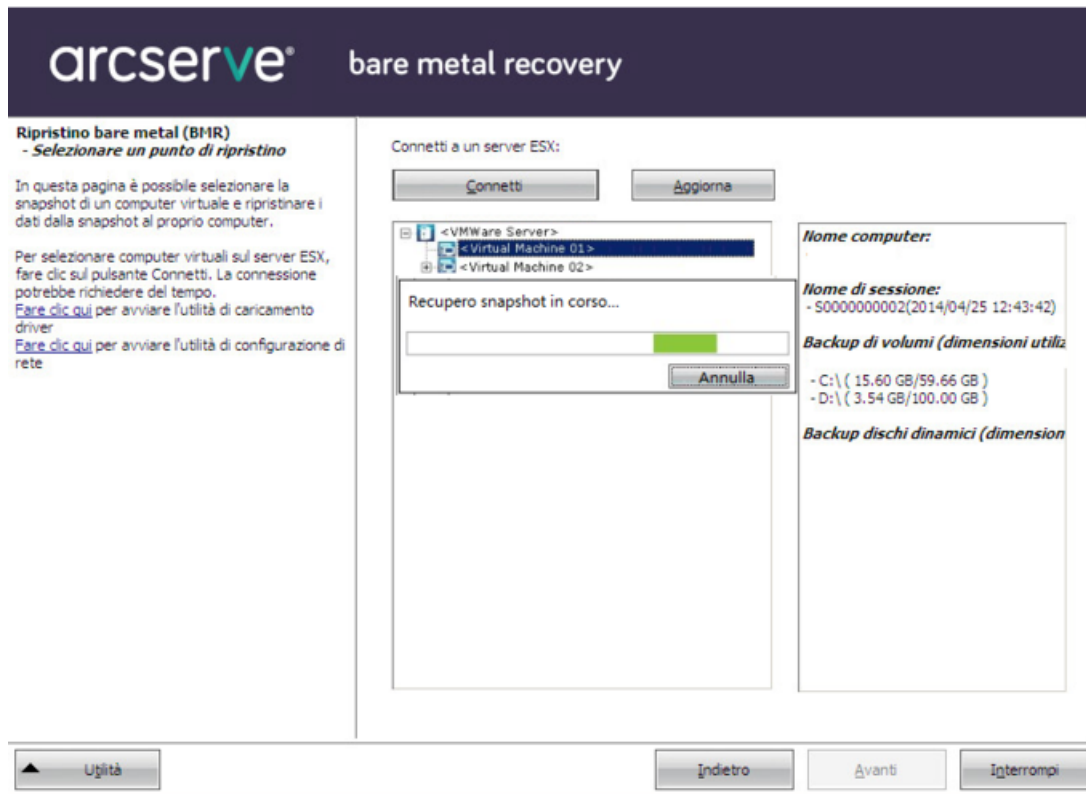 arcserve® bare metal recovery
Ripristino bare metal (BMR)
- Selezionare un punto di ripristino
In questa pagina è possibile selezionare la
snapshot di un computer virtuale e ripristinare i
dati dalla snapshot al proprio computer.
Per selezionare computer virtuali sul server ESX,
fare clic sul pulsante Connetti. La connessione
potrebbe richiedere del tempo.
Fare clic qui per avviare l'utilità di caricamento
driver
Fare clic qui per avviare l'utilità di configurazione di
rete
Connetti a un server ESX:
Connetti
Aggiorna
<VMWare Server>
<Virtual Machine 01>
<Virtual Machine 02>
Recupero snapshot in corso...
Annulla
Nome computer:
Nome di sessione:
- S0000000002(2014/04/25 12:43:42)
Backup di volumi (dimensioni utiliz
- C:\ ( 15.60 GB/59.66 GB )
- D:\ ( 3.54 GB/100.00 GB )
Backup dischi dinamici (dimension
Utilità
Indietro
Avanti
Interrompi